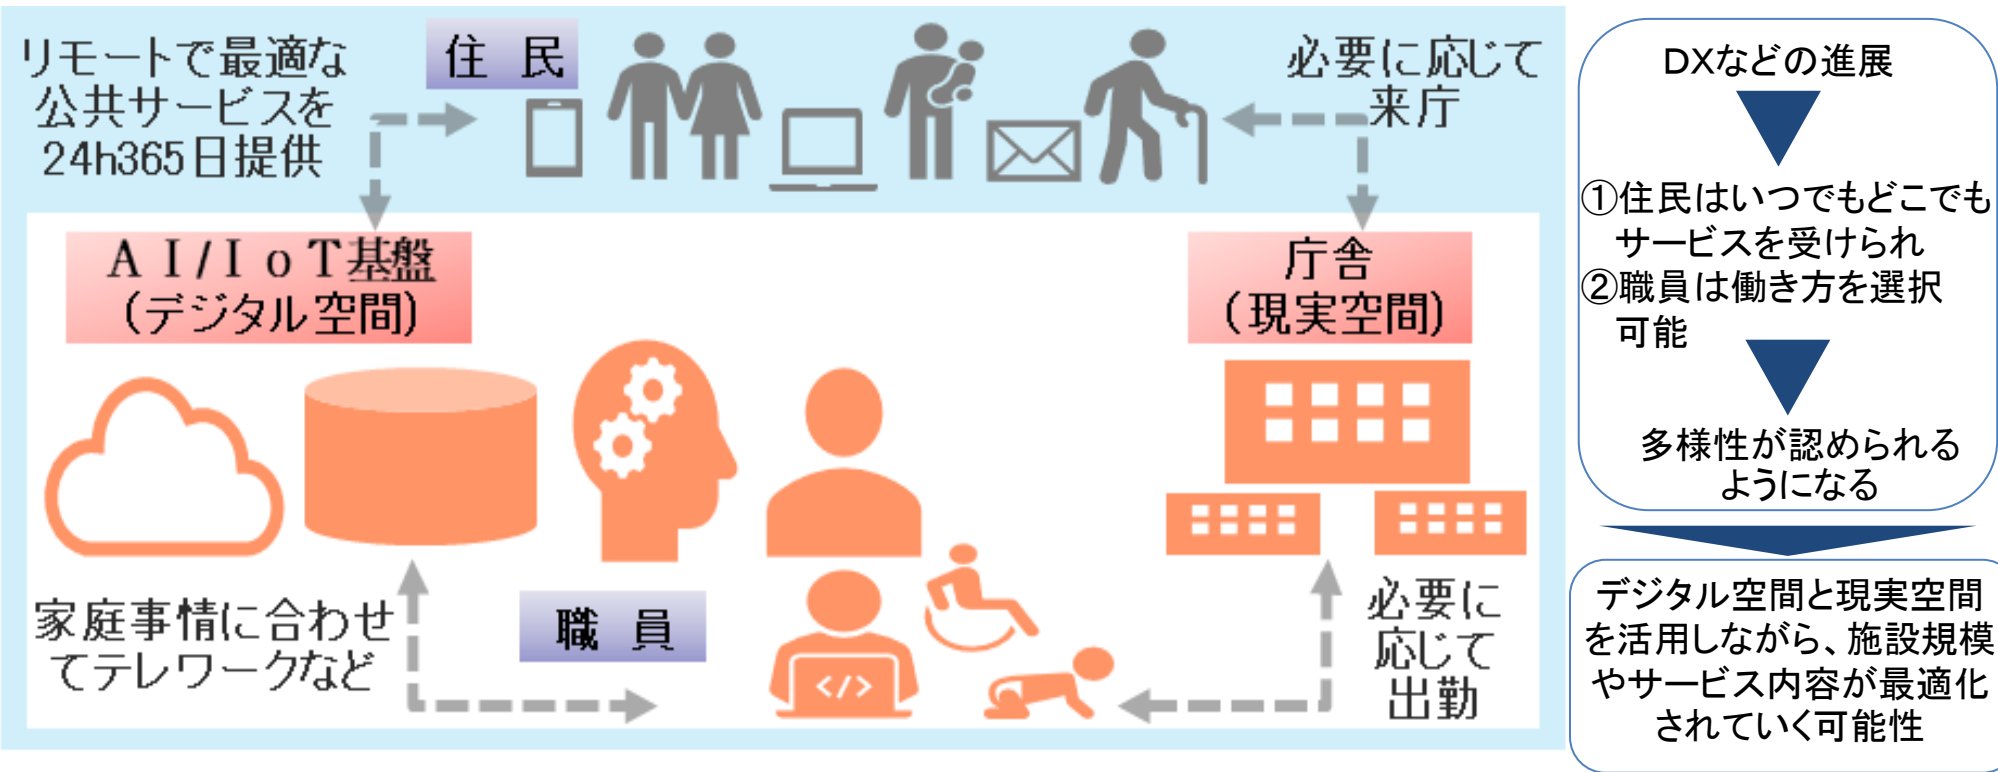 リモートで最適な
公共サービスを
24h365日提供
住 民
必要に応じて
来庁
AI/IoT基盤
(デジタル空間)
庁舎
(現実空間)
家庭事情に合わせ
てテレワークなど
職 員
</>
必要に
応じて
出勤
DXなどの進展
①住民はいつでもどこでも
サービスを受けられ
②職員は働き方を選択
可能
多様性が認められる
ようになる
デジタル空間と現実空間
を活用しながら、施設規模
やサービス内容が最適化
されていく可能性